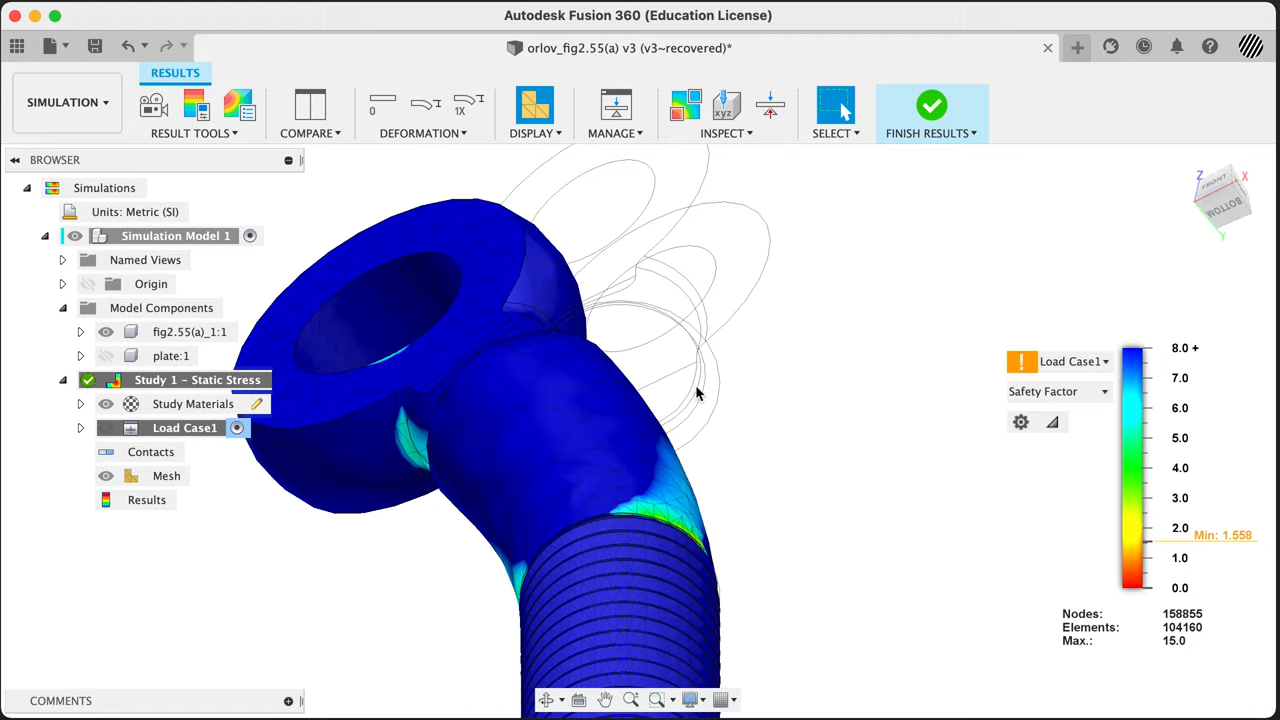 Autodesk Fusion 360 (Education License)
orlov_fig2.55(a) v3 (v3~recovered)*
RESULTS
SIMULATION
RESULT TOOLS
COMPARE
0
1X
DEFORMATION
DISPLAY
MANAGE
xyz
INSPECT
SELECT
FINISH RESULTS
BROWSER
Simulations
Units: Metric (SI)
Simulation Model 1
Named Views
Origin
Model Components
fig2.55(a)_1:1
plate:1
Study 1 - Static Stress
Study Materials
Load Case1
Contacts
Mesh
Results
Z
X
FRONT
BOTTOM
Y
Load Case1
Safety Factor
8.0 +
7.0
6.0
5.0
4.0
3.0
2.0
Min: 1.558
1.0
0.0
Nodes: 158855
Elements: 104160
Max.: 15.0
COMMENTS